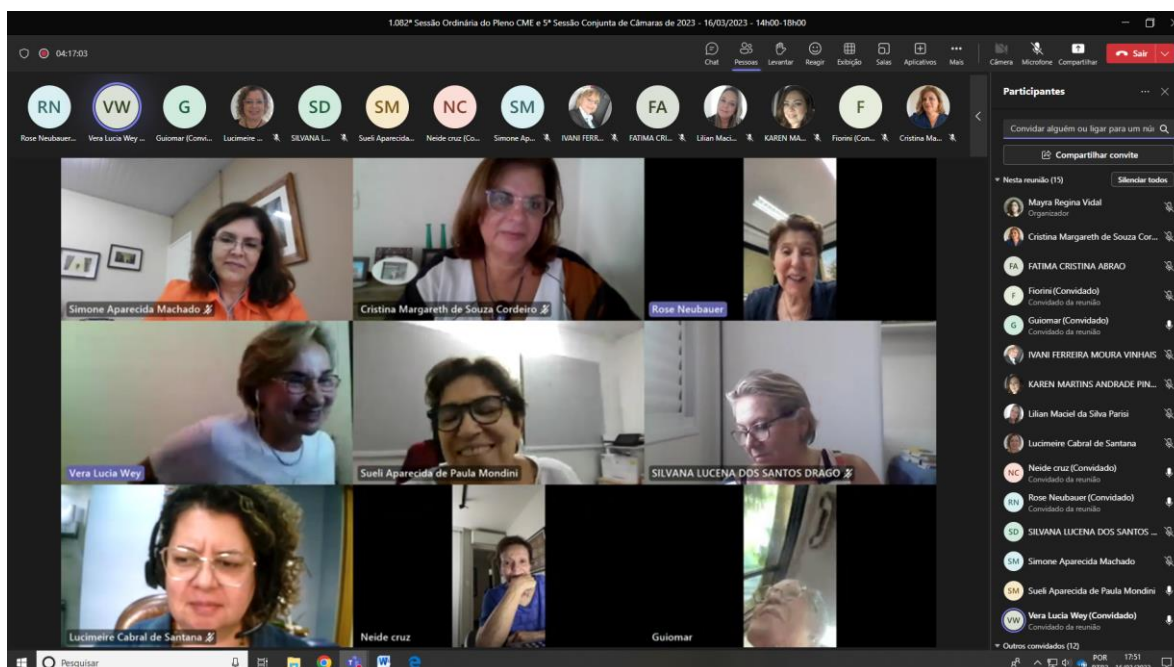 1.082ª Sessão Ordinária do Pleno CME e 5ª Sessão Conjunta de Câmaras de 2023 - 16/03/2023 - 14h00-18h00
04:17:03
Chat Pessoas Levantar Reagir Exibição Salas Aplicativos Mais Câmera Microfone Compartilhar Sair
RN VW G SD SM NC SM FA F
Rose Neubauer... Vera Lucia Wey ... Guiomar (Convi... Lucimeire ... SILVANA L... Sueli Aparecida... Neide cruz (Co... Simone Ap... IVANI FERR... FATIMA CRI... Lilian Maci... KAREN MA... Fiorini (Con... Cristina Ma...
Simone Aparecida Machado
Cristina Margareth de Souza Cordeiro
Rose Neubauer
Vera Lucia Wey
Sueli Aparecida de Paula Mondini
SILVANA LUCENA DOS SANTOS DRAGO
Lucimeire Cabral de Santana
Neide cruz
Guiomar
Participantes
Convidar alguém ou ligar para um nú
Compartilhar convite
Nesta reunião (15) Silenciar todos
Mayra Regina Vidal
Organizador
Cristina Margareth de Souza Cor...
FA FATIMA CRISTINA ABRAO
F Fiorini (Convidado)
Convidado da reunião
G Guiomar (Convidado)
Convidado da reunião
IVANI FERREIRA MOURA VINHAIS
KAREN MARTINS ANDRADE PIN...
Lilian Maciel da Silva Parisi
Lucimeire Cabral de Santana
NC Neide cruz (Convidado)
Convidado da reunião
RN Rose Neubauer (Convidado)
Convidado da reunião
SD SILVANA LUCENA DOS SANTOS ...
SM Simone Aparecida Machado
SM Sueli Aparecida de Paula Mondini
VW Vera Lucia Wey (Convidado)
Convidado da reunião
Outros convidados (12)
Pesquisar
POR 17:51